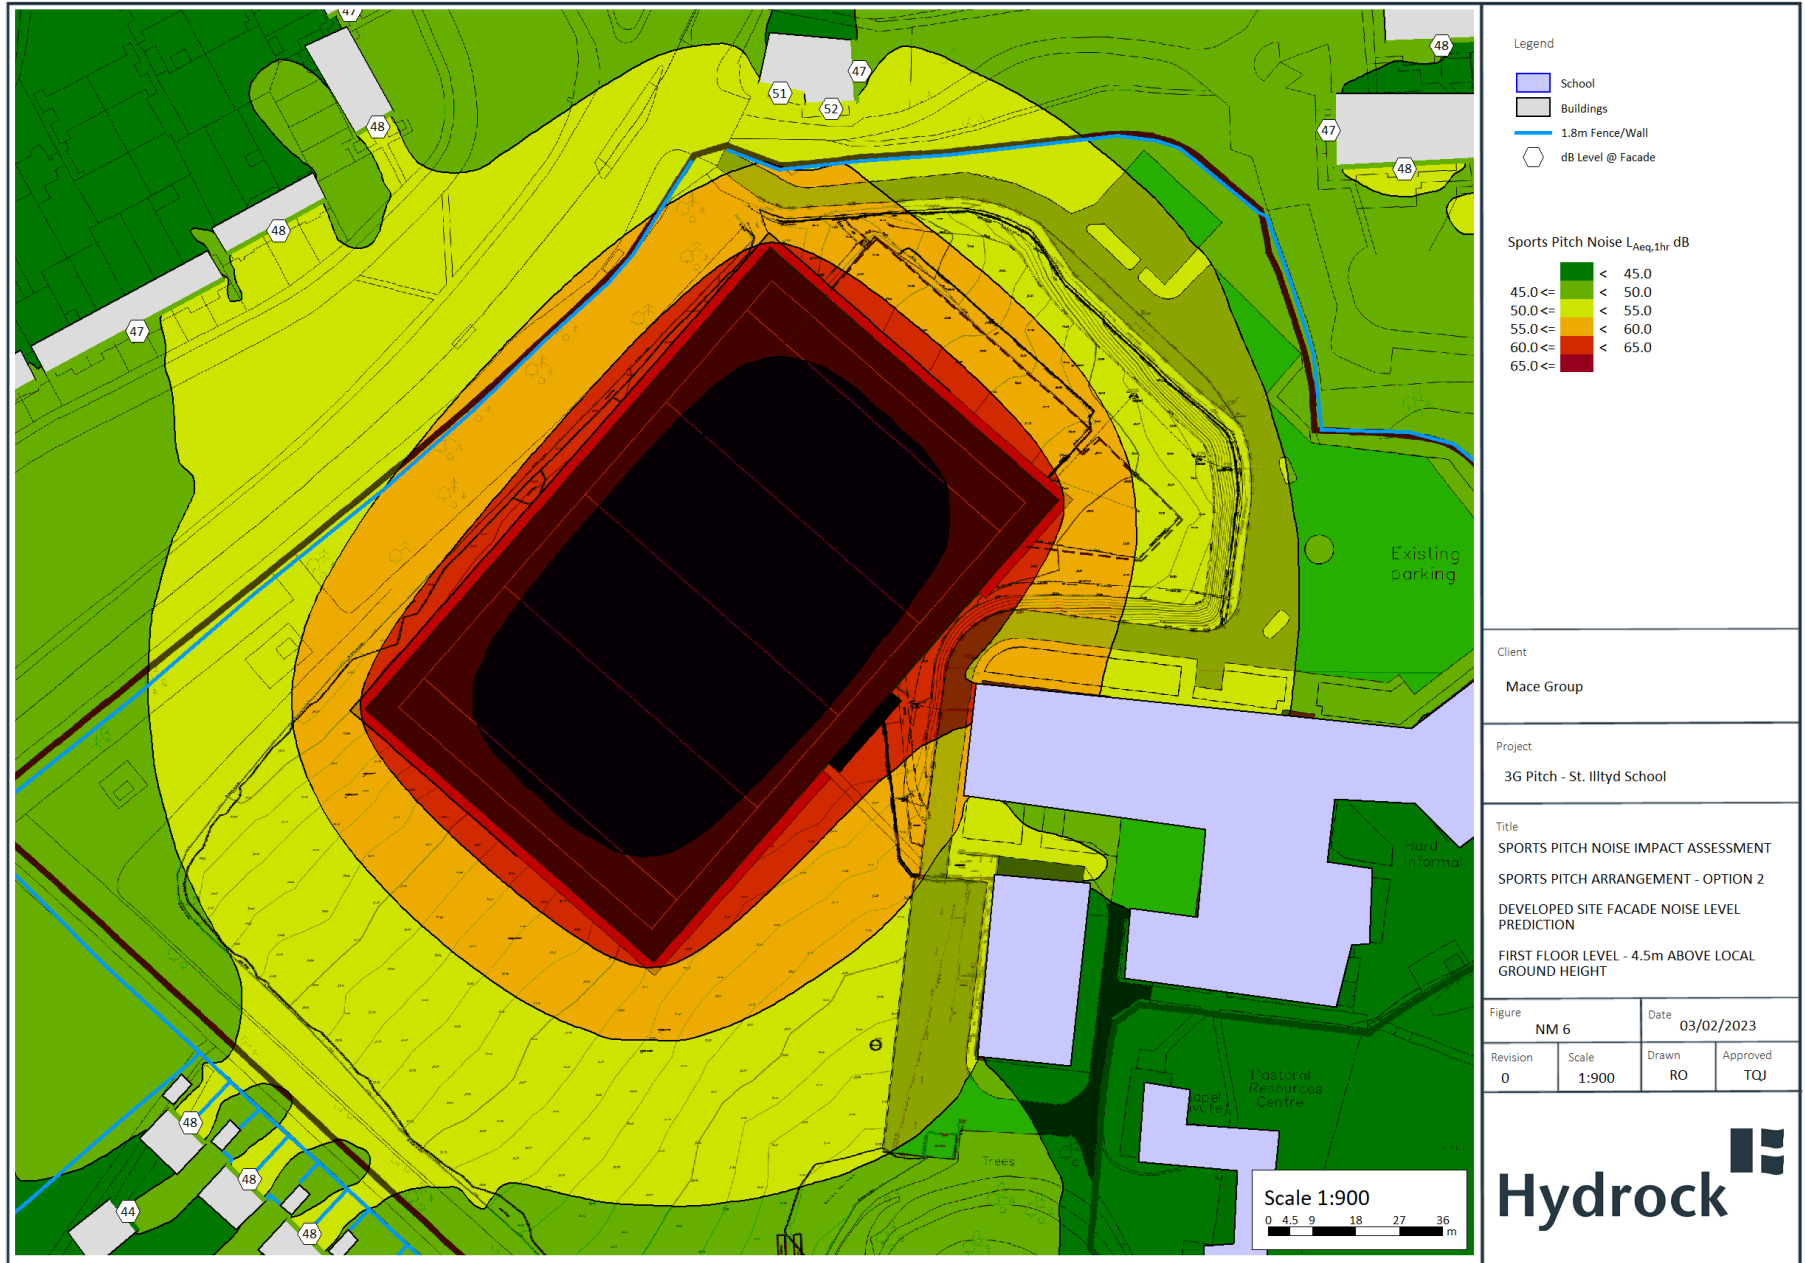 47
48
51
47
52
48
47
48
48
47
Existing
parking
Hard
Informal
Pastoral
Resources
Centre
Trees
48
48
44
48
Scale 1:900
0 4.5 9 18 27 36
m
Legend
School
Buildings
1.8m Fence/Wall
dB Level @ Facade
Sports Pitch Noise LAeq,1hr dB
< 45.0
45.0 <= < 50.0
50.0 <= < 55.0
55.0 <= < 60.0
60.0 <= < 65.0
65.0 <=
Client
Mace Group
Project
3G Pitch - St. Illtyd School
Title
SPORTS PITCH NOISE IMPACT ASSESSMENT
SPORTS PITCH ARRANGEMENT - OPTION 2
DEVELOPED SITE FACADE NOISE LEVEL
PREDICTION
FIRST FLOOR LEVEL - 4.5m ABOVE LOCAL
GROUND HEIGHT
Figure
NM 6
Date
03/02/2023
Revision
0
Scale
1:900
Drawn
RO
Approved
TQJ
Hydrock